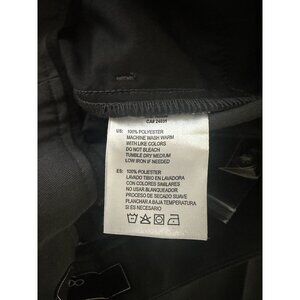 CA# 24035
US: 100% POLYESTER
MACHINE WASH WARM
WITH LIKE COLORS
DO NOT BLEACH
TUMBLE DRY MEDIUM
LOW IRON IF NEEDED
ES: 100% POLIESTER
LAVADO TIBIO EN LAVADORA
CON COLORES SIMILARES
NO USAR BLANQUEADOR
PROCESO DE SECADO SUAVE
PLANCHAR A BAJA TEMPERATURA
SI ES NECESARIO
8